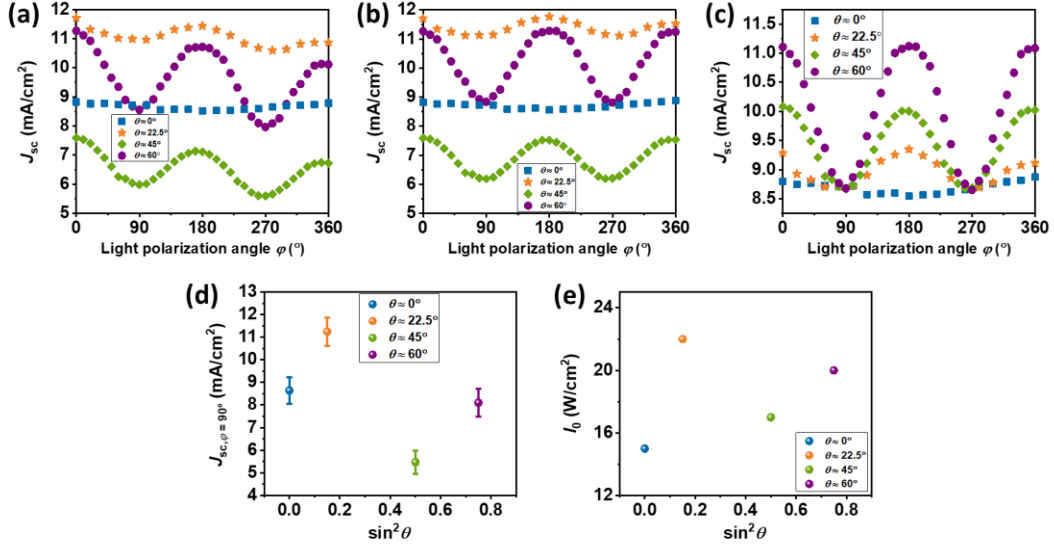 (a)
12
11
10
9
8
7
6
5
J_sc (mA/cm²)
θ ≈ 0°
θ ≈ 22.5°
θ ≈ 45°
θ ≈ 60°
0 90 180 270 360
Light polarization angle φ (°)
(b)
12
11
10
9
8
7
6
5
J_sc (mA/cm²)
θ ≈ 0°
θ ≈ 22.5°
θ ≈ 45°
θ ≈ 60°
0 90 180 270 360
Light polarization angle φ (°)
(c)
11.5
11.0
10.5
10.0
9.5
9.0
8.5
J_sc (mA/cm²)
θ ≈ 0°
θ ≈ 22.5°
θ ≈ 45°
θ ≈ 60°
0 90 180 270 360
Light polarization angle φ (°)
(d)
13
12
11
10
9
8
7
6
5
4
J_sc,φ = 90° (mA/cm²)
θ ≈ 0°
θ ≈ 22.5°
θ ≈ 45°
θ ≈ 60°
0.0 0.2 0.4 0.6 0.8
sin²θ
(e)
24
20
16
12
I₀ (W/cm²)
θ ≈ 0°
θ ≈ 22.5°
θ ≈ 45°
θ ≈ 60°
0.0 0.2 0.4 0.6 0.8
sin²θ